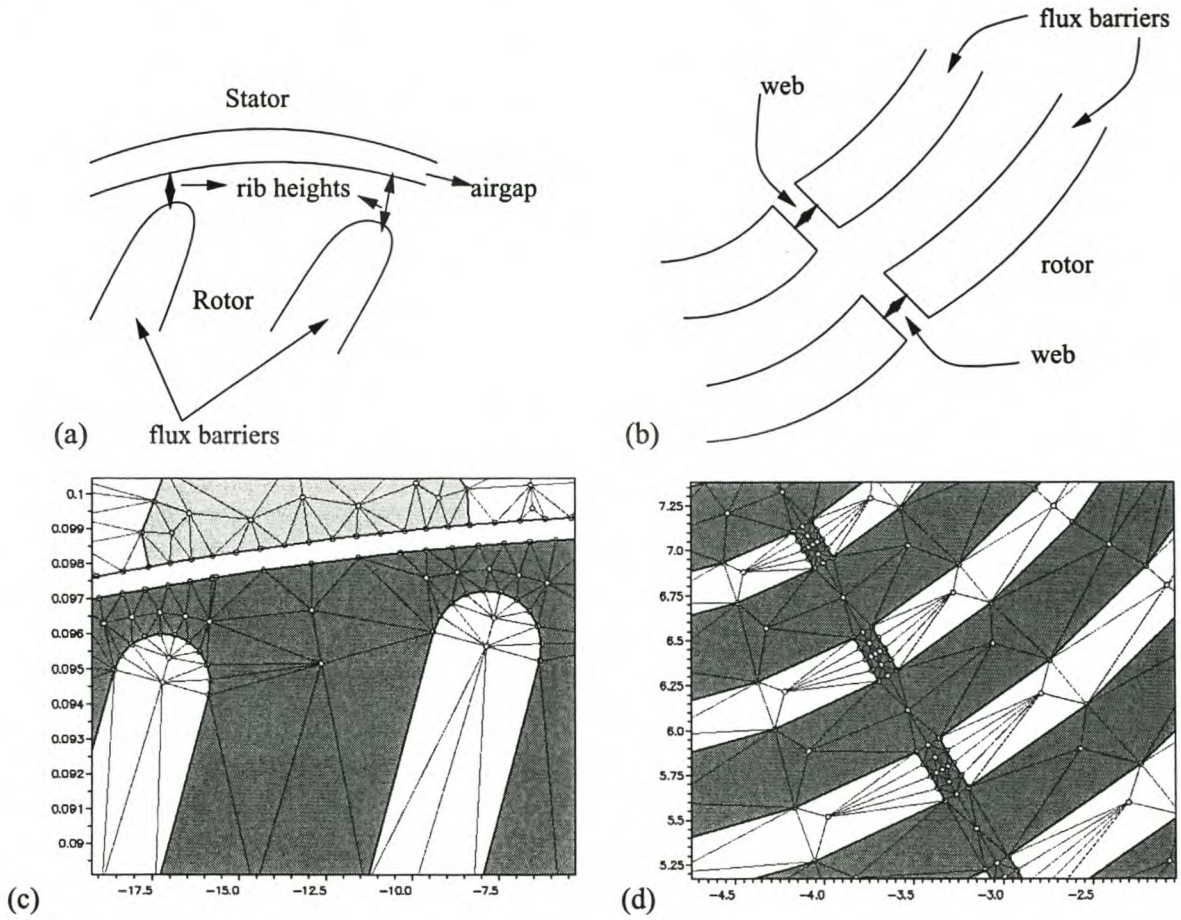 Stator
rib heights
airgap
Rotor
(a)
flux barriers
flux barriers
web
rotor
web
(b)
0.1
0.099
0.098
0.097
0.096
0.095
0.094
0.093
0.092
0.091
0.09
-17.5
-15.0
-12.5
-10.0
-7.5
(c)
7.25
7.0
6.75
6.5
6.25
6.0
5.75
5.5
5.25
-4.5
-4.0
-3.5
-3.0
-2.5
(d)